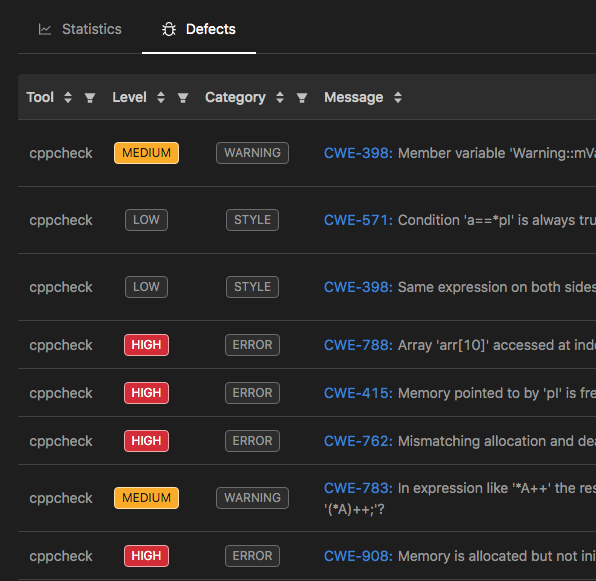 Statistics Defects
Tool Level Category Message
cppcheck MEDIUM WARNING CWE-398: Member variable 'Warning::mVa
cppcheck LOW STYLE CWE-571: Condition 'a==*pI' is always tru
cppcheck LOW STYLE CWE-398: Same expression on both sides
cppcheck HIGH ERROR CWE-788: Array 'arr[10]' accessed at inde
cppcheck HIGH ERROR CWE-415: Memory pointed to by 'pI' is fre
cppcheck HIGH ERROR CWE-762: Mismatching allocation and dea
cppcheck MEDIUM WARNING CWE-783: In expression like '*A++' the res
'(*A)++;'?
cppcheck HIGH ERROR CWE-908: Memory is allocated but not ini